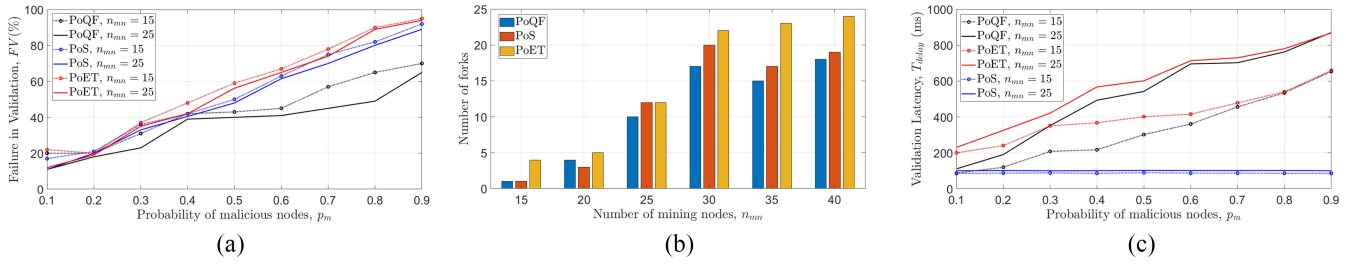 Failure in Validation, FV(%)
100
80
60
40
20
0
0.1 0.2 0.3 0.4 0.5 0.6 0.7 0.8 0.9
Probability of malicious nodes, p_m
PoQF, n_mn = 15
PoQF, n_mn = 25
PoS, n_mn = 15
PoS, n_mn = 25
PoET, n_mn = 15
PoET, n_mn = 25
(a)
Number of forks
25
20
15
10
5
0
15 20 25 30 35 40
Number of mining nodes, n_mn
PoQF
PoS
PoET
(b)
Validation Latency, T_delay (ms)
1000
800
600
400
200
0
0.1 0.2 0.3 0.4 0.5 0.6 0.7 0.8 0.9
Probability of malicious nodes, p_m
PoQF, n_mn = 15
PoQF, n_mn = 25
PoET, n_mn = 15
PoET, n_mn = 25
PoS, n_mn = 15
PoS, n_mn = 25
(c)